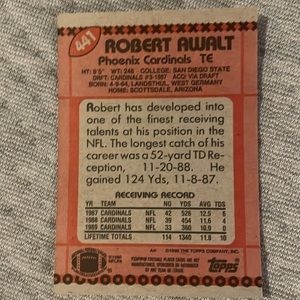 441
ROBERT AWALT
Phoenix Cardinals TE
HT: 6'5" WT: 248 COLLEGE: SAN DIEGO STATE
DRFT: CARDINALS #3-1987 ACQ: VIA DRAFT
BORN: 4-9-64, LANDSTHUL, WEST GERMANY
HOME: SCOTTSDALE, ARIZONA
Robert has developed into
one of the finest receiving
talents at his position in the
NFL. The longest catch of his
career was a 52-yard TD Re-
ception, 11-20-88. He
gained 124 Yds, 11-8-87.
RECEIVING RECORD
YR TEAM NO YDS AVG TD
1987 CARDINALS NFL 42 526 12.5 6
1988 CARDINALS NFL 39 454 11.6 4
1989 CARDINALS NFL 33 360 10.9 0
LIFETIME TOTALS 114 1340 11.8 10
©1990 THE TOPPS COMPANY, INC.
©1990
NFLPA
Topps